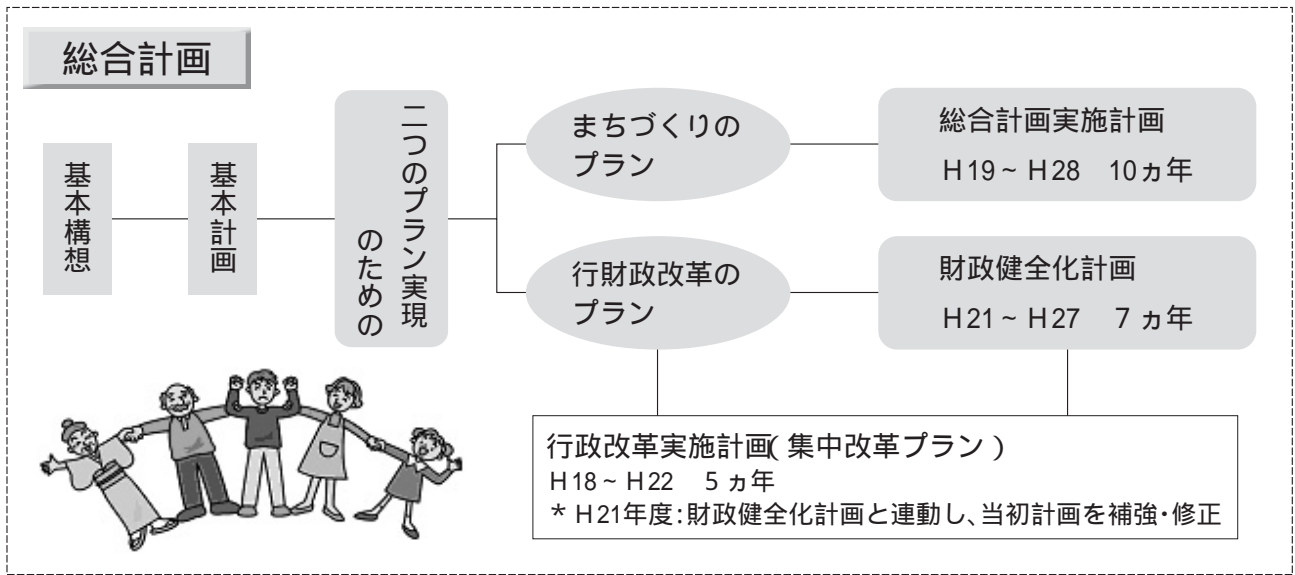 総合計画
基本構想
基本計画
二つのプラン実現
のための
まちづくりの
プラン
総合計画実施計画
H19~H28　10ヵ年
行財政改革の
プラン
財政健全化計画
H21~H27　7ヵ年
行政改革実施計画(集中改革プラン)
H18~H22　5ヵ年
*H21年度:財政健全化計画と連動し、当初計画を補強・修正